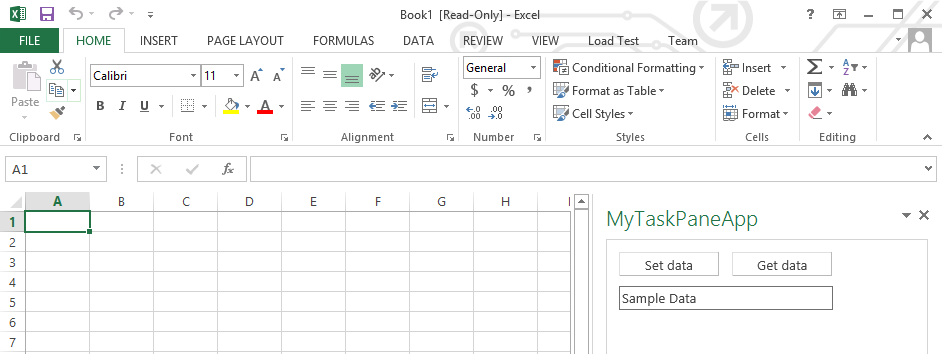 Book1 [Read-Only] - Excel
FILE HOME INSERT PAGE LAYOUT FORMULAS DATA REVIEW VIEW Load Test Team
Calibri 11 A A General Conditional Formatting Insert Σ A Z
Paste B I U A $ % , Format as Table Delete
.0 .00 .00 .0 Cell Styles Format
Clipboard Font Alignment Number Styles Cells Editing
A1 fx
A B C D E F G H I
MyTaskPaneApp
1
2
Set data Get data
3
4
Sample Data
5
6
7